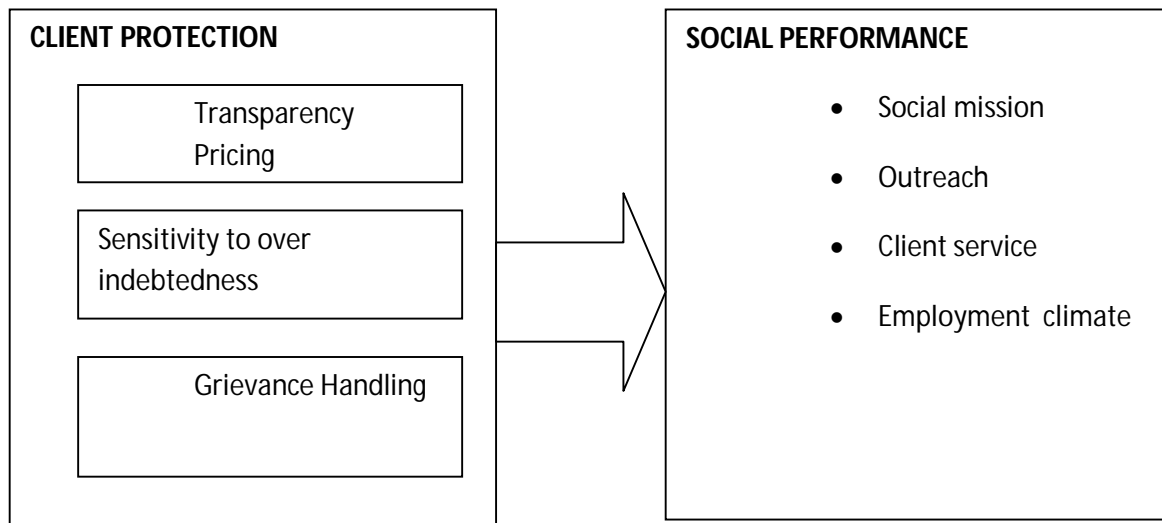 CLIENT PROTECTION
Transparency
Pricing
Sensitivity to over
indebtedness
Grievance Handling
SOCIAL PERFORMANCE
• Social mission
• Outreach
• Client service
• Employment climate